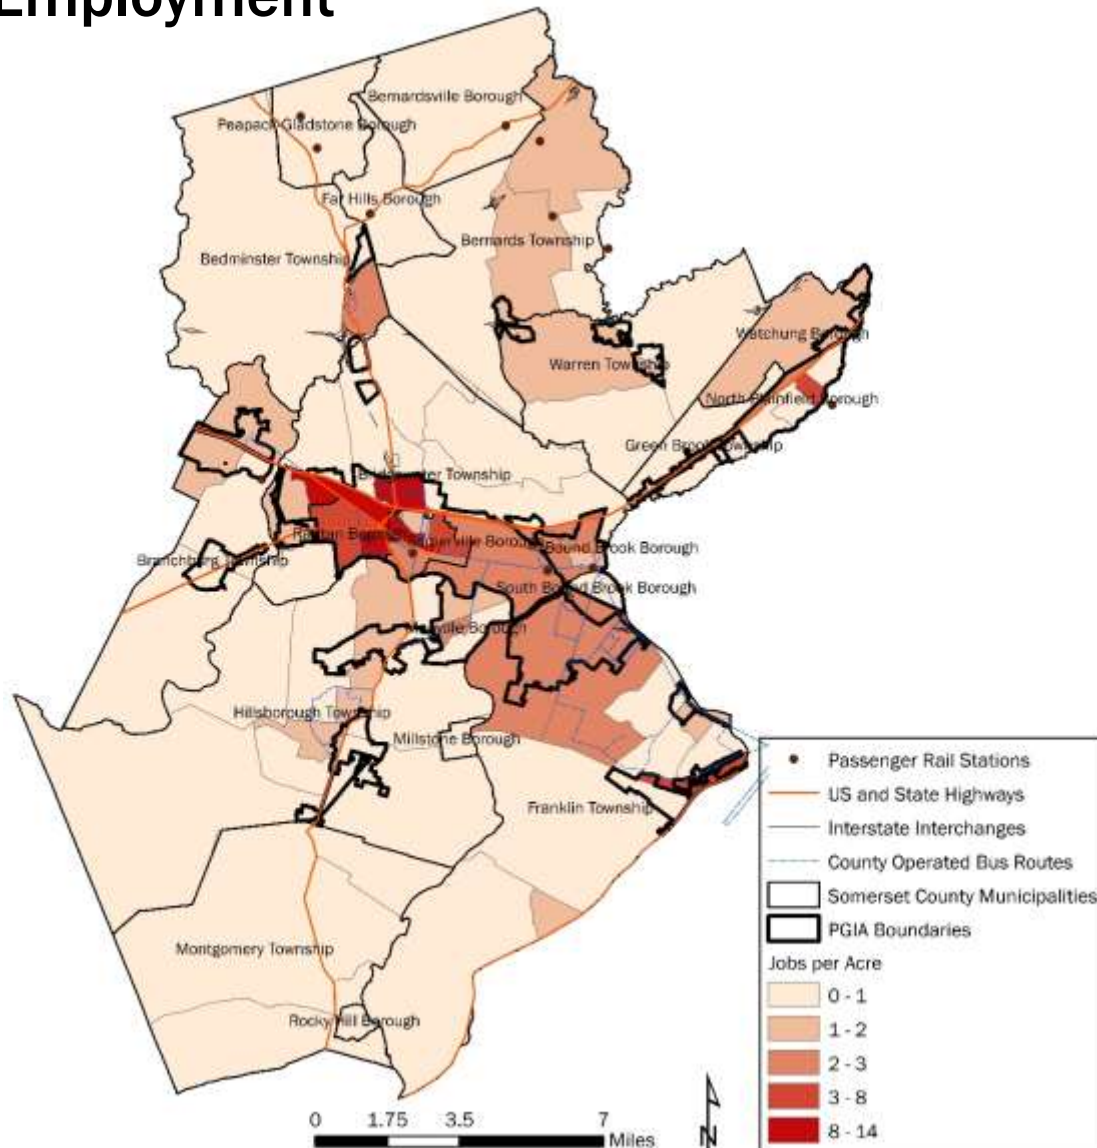 Employment
Bernardsville Borough
Peapack Gladstone Borough
Far Hills Borough
Bernards Township
Bedminster Township
Watchung Borough
Warren Township
North Plainfield Borough
Green Brook Township
Bridgewater Township
Raritan Borough
Somerville Borough
Bound Brook Borough
Branchburg Township
South Bound Brook Borough
Manville Borough
Hillsborough Township
Millstone Borough
Franklin Township
Montgomery Township
Rocky Hill Borough
Passenger Rail Stations
US and State Highways
Interstate Interchanges
County Operated Bus Routes
Somerset County Municipalities
PGIA Boundaries
Jobs per Acre
0 - 1
1 - 2
2 - 3
3 - 8
8 - 14
0 1.75 3.5 7
Miles
N